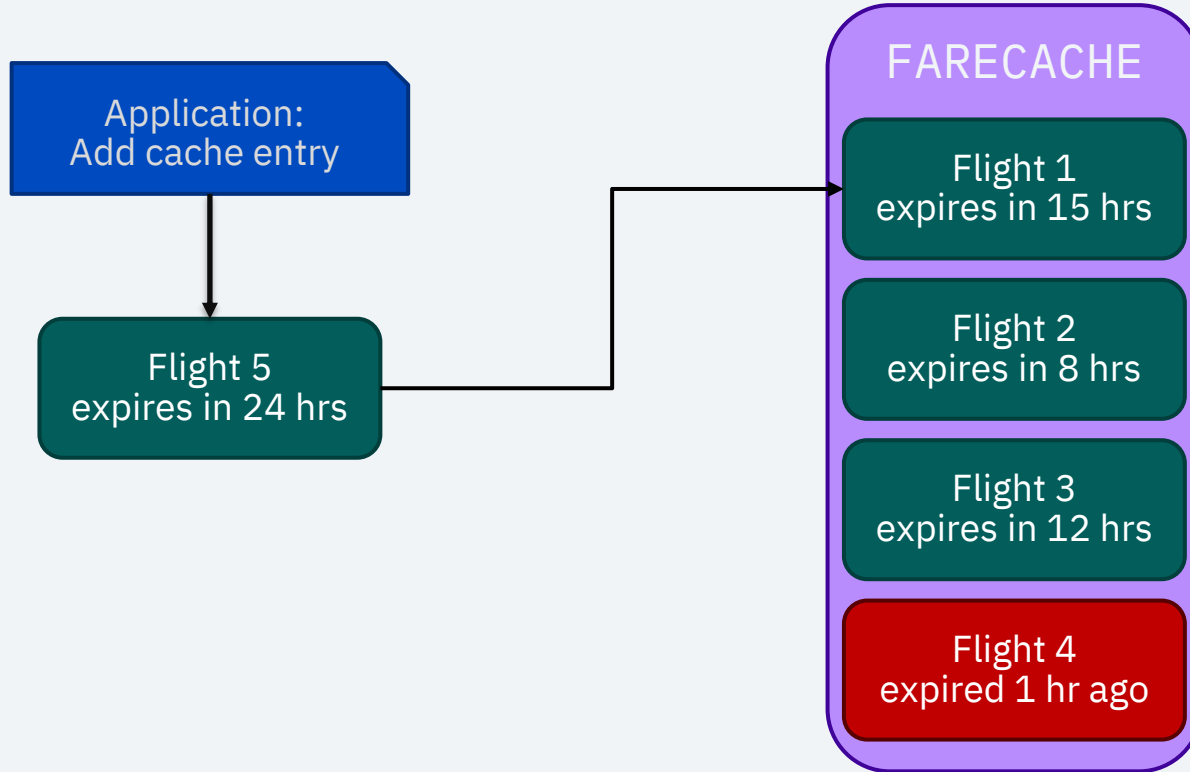 Application:
Add cache entry
Flight 5
expires in 24 hrs
FARECACHE
Flight 1
expires in 15 hrs
Flight 2
expires in 8 hrs
Flight 3
expires in 12 hrs
Flight 4
expired 1 hr ago